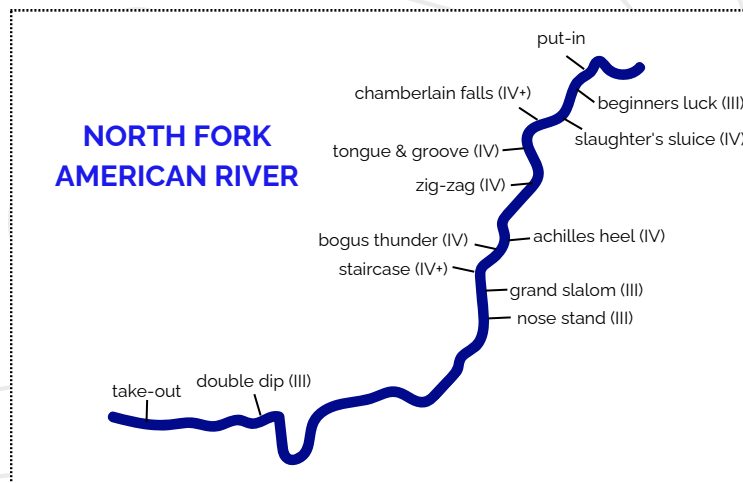 put-in
chamberlain falls (IV+)
beginners luck (III)
NORTH FORK
AMERICAN RIVER
slaughter's sluice (IV)
tongue & groove (IV)
zig-zag (IV)
achilles heel (IV)
bogus thunder (IV)
staircase (IV+)
grand slalom (III)
nose stand (III)
double dip (III)
take-out